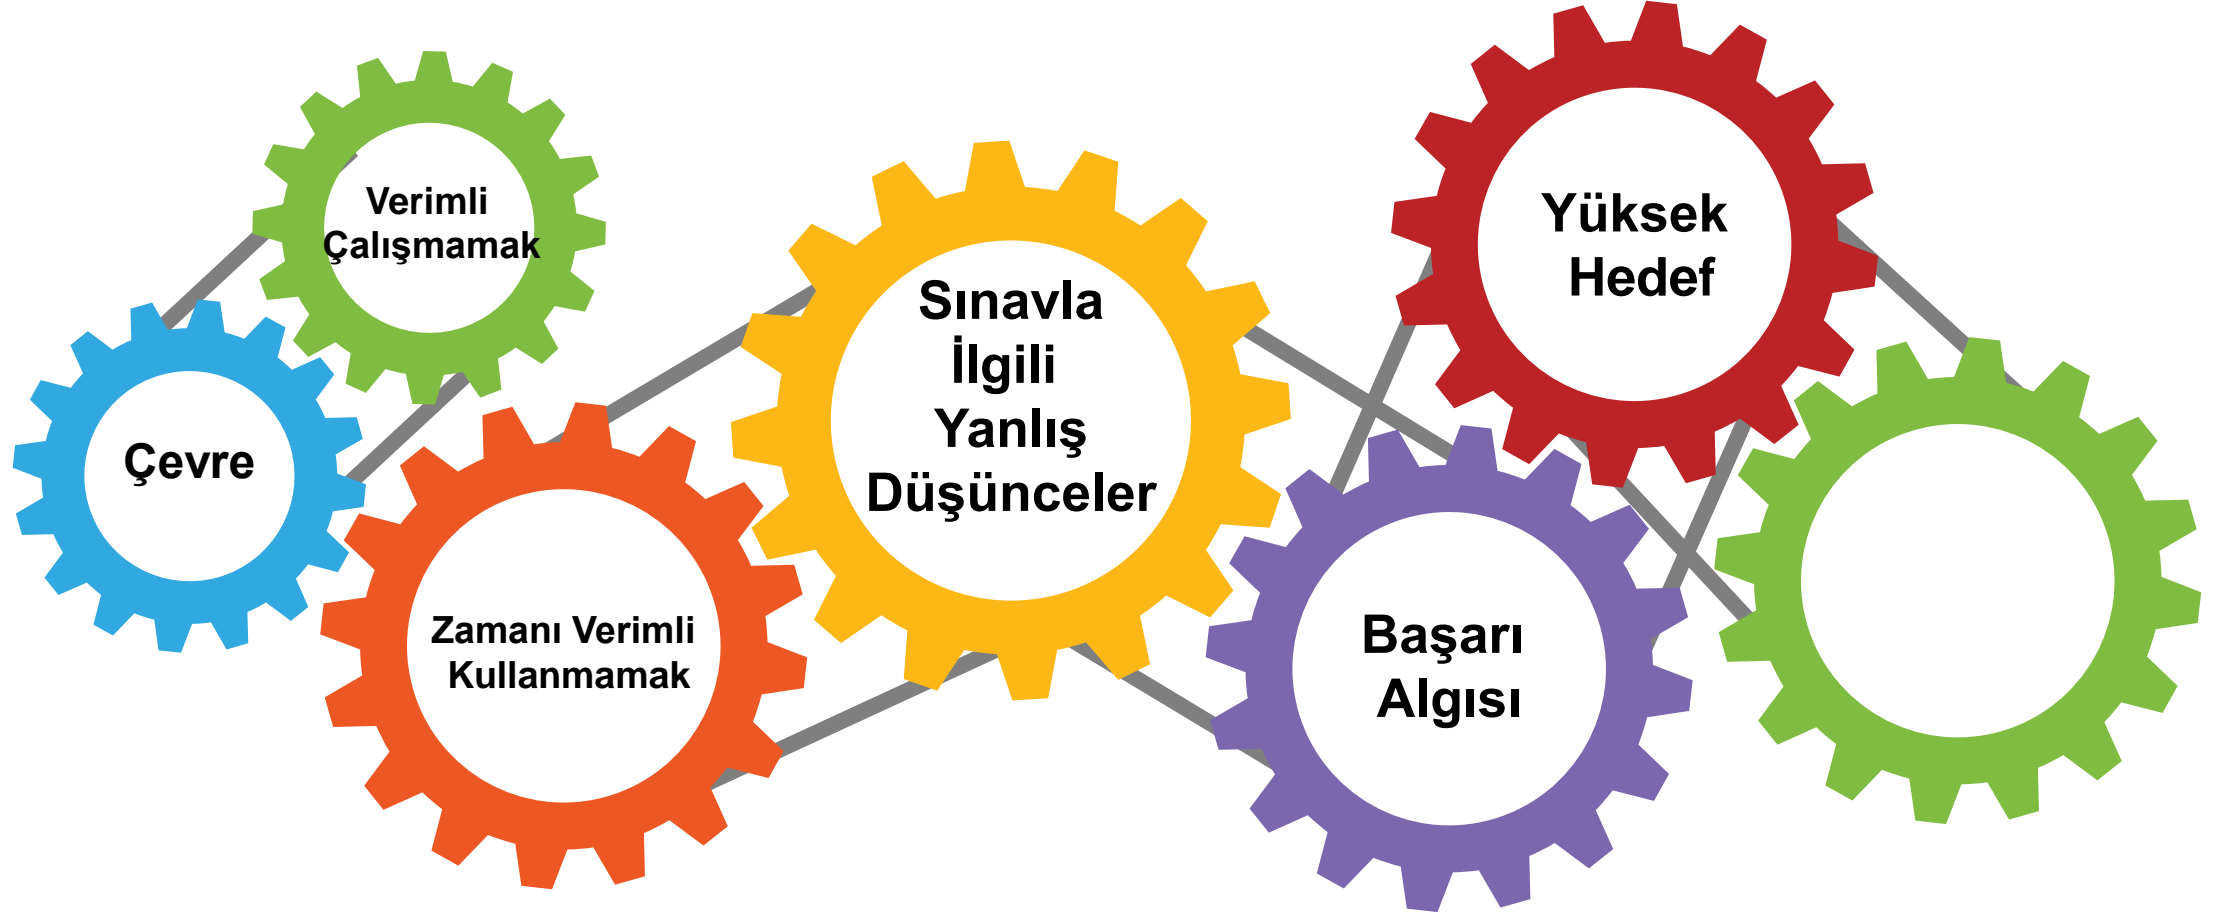 Verimli
Çalışmamak
Çevre
Zamanı Verimli
Kullanmamak
Sınavla
İlgili
Yanlış
Düşünceler
Yüksek
Hedef
Başarı
Algısı